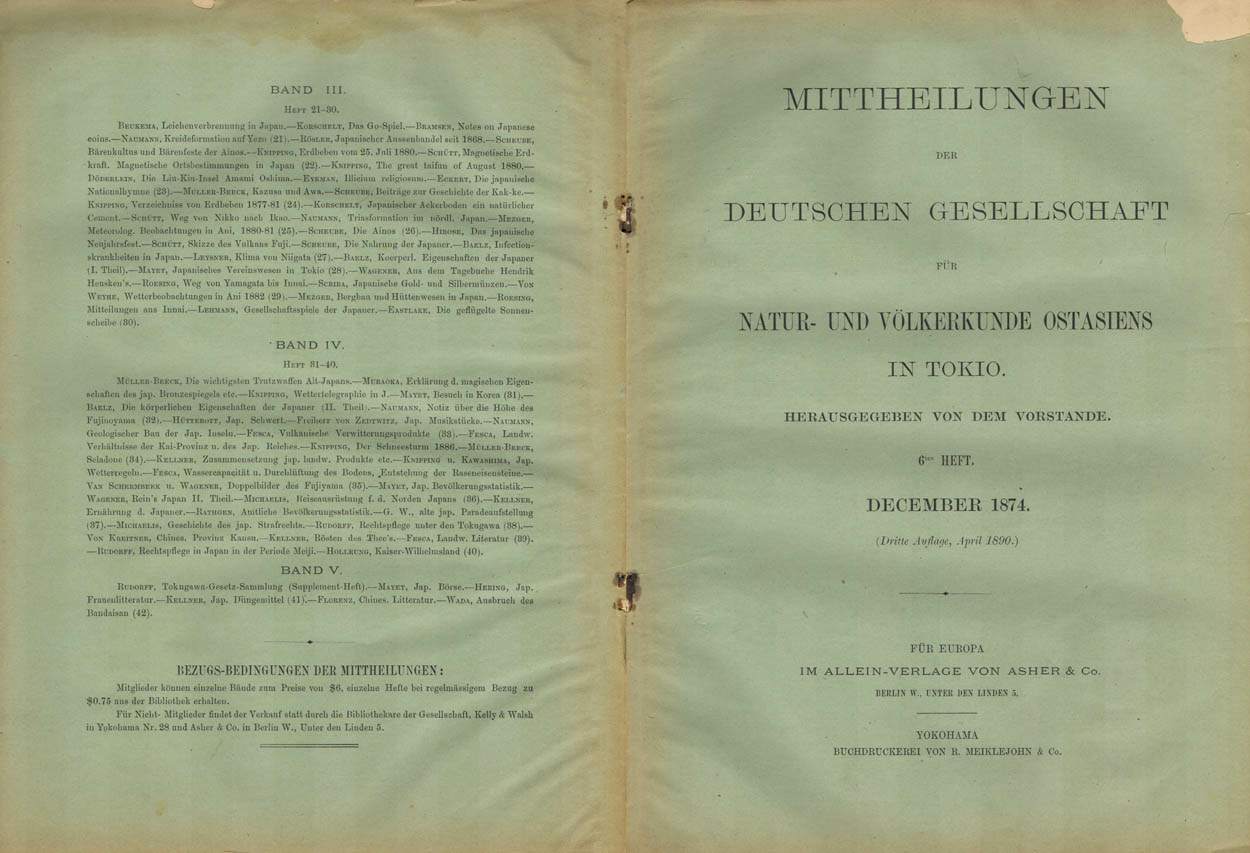 BAND III.
HEFT 21-30.
BEUKEMA, Leichenverbrennung in Japan.—KORSCHELT, Das Go-Spiel.—BRAMSEN, Notes on Japanese
coins.—NAUMANN, Kreideformation auf Yezo (21).—RÖSLER, Japanischer Aussenhandel seit 1868.—SCHEUBE,
Bärenkultus und Bärenfeste der Ainos.—KNIPPING, Erdbeben vom 25. Juli 1880.—SCHÜTT, Magnetische Erd-
kraft. Magnetische Ortsbestimmungen in Japan (22).—KNIPPING, The great taifun of August 1880.—
DÖDERLEIN, Die Liu-Kiu-Insel Amami Oshima.—EYKMAN, Illicium religiosum.—ECKERT, Die japanische
Nationalhymne (23).—MÜLLER-BEECK, Kazusa und Awa.—SCHEUBE, Beiträge zur Geschichte der Kak-ke.—
KNIPPING, Verzeichniss von Erdbeben 1877-81 (24).—KORSCHELT, Japanischer Ackerboden ein natürlicher
Cement.—SCHÜTT, Weg von Nikko nach Ikao.—NAUMANN, Triasformation im nördl. Japan.—MEZGER,
Meteorolog. Beobachtungen in Ani, 1880-81 (25).—SCHEUBE, Die Ainos (26).—HIROSE, Das japanische
Neujahrsfest.—SCHÜTT, Skizze des Vulkans Fuji.—SCHEUBE, Die Nahrung der Japaner.—BAELZ, Infection-
skrankheiten in Japan.—LEYSNER, Klima von Niigata (27).—BAELZ, Koerperl. Eigenschaften der Japaner
(I. Theil).—MAYET, Japanisches Vereinswesen in Tokio (28).—WAGENER, Aus dem Tagebuche Hendrik
Heusken's.—ROESING, Weg von Yamagata bis Innai.—SCRIBA, Japanische Gold- und Silbermünzen.—VON
WEYHE, Wetterbeobachtungen in Ani 1882 (29).—MEZGER, Bergbau und Hüttenwesen in Japan.—ROESING,
Mitteilungen aus Innai.—LEHMANN, Gesellschaftsspiele der Japaner.—EASTLAKE, Die geflügelte Sonnen-
scheibe (30).
BAND IV.
HEFT 31-40.
MÜLLER-BEECK, Die wichtigsten Trutzwaffen Alt-Japans.—MURAOKA, Erklärung d. magischen Eigen-
schaften des jap. Bronzespiegels etc.—KNIPPING, Wettertelegraphie in J.—MAYET, Besuch in Korea (31).—
BAELZ, Die körperlichen Eigenschaften der Japaner (II. Theil).—NAUMANN, Notiz über die Höhe des
Fujinoyama (32).—HÜTTEROTT, Jap. Schwert.—Freiherr VON ZEDTWITZ, Jap. Musikstücke.—NAUMANN,
Geologischer Bau der Jap. Inseln.—FESCA, Vulkanische Verwitterungsprodukte (33).—FESCA, Landw.
Verhältnisse der Kai-Provinz u. des Jap. Reiches.—KNIPPING, Der Schneesturm 1886.—MÜLLER-BEECK,
Seladone (34).—KELLNER, Zusammensetzung jap. landw. Produkte etc.—KNIPPING u. KAWASHIMA, Jap.
Wetterregeln.—FESCA, Wassercapacität u. Durchlüftung des Bodens, Entstehung der Raseneisensteine.—
VAN SCHERMBEEK u. WAGENER, Doppelbilder des Fujiyama (35).—MAYET, Jap. Bevölkerungsstatistik.—
WAGENER, Rein's Japan II. Theil.—MICHAELIS, Reiseausrüstung f. d. Norden Japans (36).—KELLNER,
Ernährung d. Japaner.—RATHGEN, Amtliche Bevölkerungsstatistik.—G. W., alte jap. Paradeaufstellung
(37).—MICHAELIS, Geschichte des jap. Strafrechts.—RUDORFF, Rechtspflege unter den Tokugawa (38).—
VON KREITNER, Chines. Provinz Kansu.—KELLNER, Rösten des Thee's.—FESCA, Landw. Literatur (39).
—RUDORFF, Rechtspflege in Japan in der Periode Meiji.—HOLLRUNG, Kaiser-Wilhelmsland (40).
BAND V.
RUDORFF, Tokugawa-Gesetz-Sammlung (Supplement-Heft).—MAYET, Jap. Börse.—HERING, Jap.
Frauenlitteratur.—KELLNER, Jap. Düngemittel (41).—FLORENZ, Chines. Litteratur.—WADA, Ausbruch des
Bandaisan (42).
BEZUGS-BEDINGUNGEN DER MITTHEILUNGEN:
Mitglieder können einzelne Bände zum Preise von $6, einzelne Hefte bei regelmässigem Bezug zu
$0.75 aus der Bibliothek erhalten.
Für Nicht- Mitglieder findet der Verkauf statt durch die Bibliothekare der Gesellschaft, Kelly & Walsh
in Yokohama Nr. 28 und Asher & Co. in Berlin W., Unter den Linden 5.
MITTHEILUNGEN
DER
DEUTSCHEN GESELLSCHAFT
FÜR
NATUR- UND VÖLKERKUNDE OSTASIENS
IN TOKIO.
HERAUSGEGEBEN VON DEM VORSTANDE.
6tes HEFT.
DECEMBER 1874.
(Dritte Auflage, April 1890.)
FÜR EUROPA
IM ALLEIN-VERLAGE VON ASHER & Co.
BERLIN W., UNTER DEN LINDEN 5.
YOKOHAMA
BUCHDRUCKEREI VON R. MEIKLEJOHN & Co.